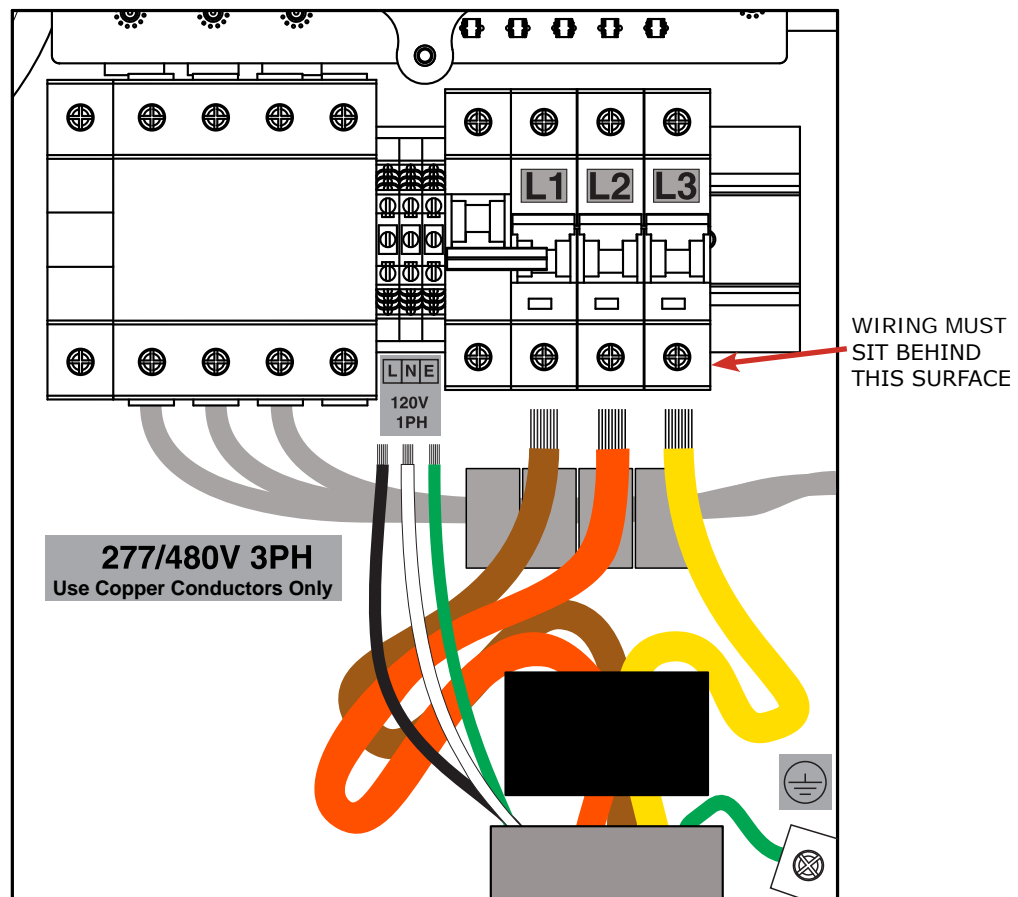 L1 L2 L3
WIRING MUST
SIT BEHIND
THIS SURFACE
L N E
120V
1PH
277/480V 3PH
Use Copper Conductors Only